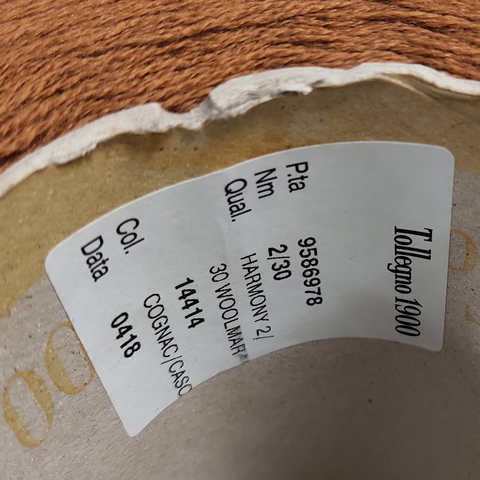 Tollegno 1900
P.ta 9586978
Nm 2/30
Qual. HARMONY 2/
30 WOOLMAR
Col. 14414
COGNAC/CASC
Data 0418